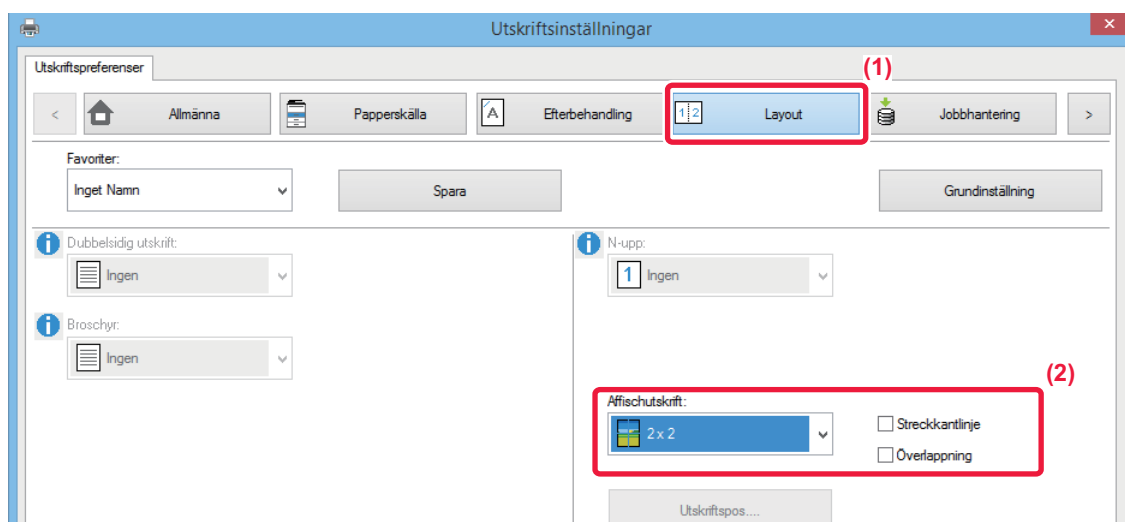 Utskriftsinställningar
Utskriftspreferenser
(1)
< Allmänna Papperskälla A Efterbehandling 1 2 Layout Jobbhantering >
Favoriter:
Inget Namn Spara Grundinställning
Dubbelsidig utskrift: N-upp:
Ingen 1 Ingen
Broschyr:
Ingen
(2)
Affischutskrift:
2 x 2 Streckkantlinje
Överlappning
Utskriftspos....